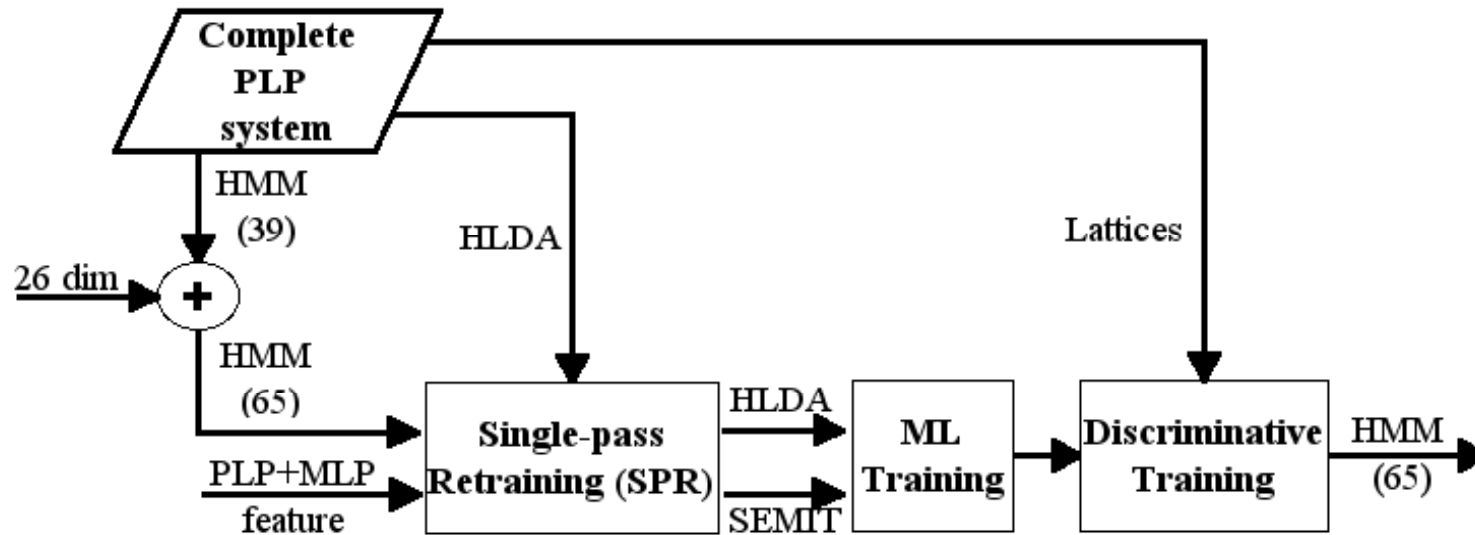 Complete
PLP
system
HMM
(39)
HLDA
Lattices
26 dim
+
HMM
(65)
PLP+MLP
feature
Single-pass
Retraining (SPR)
HLDA
SEMIT
ML
Training
Discriminative
Training
HMM
(65)